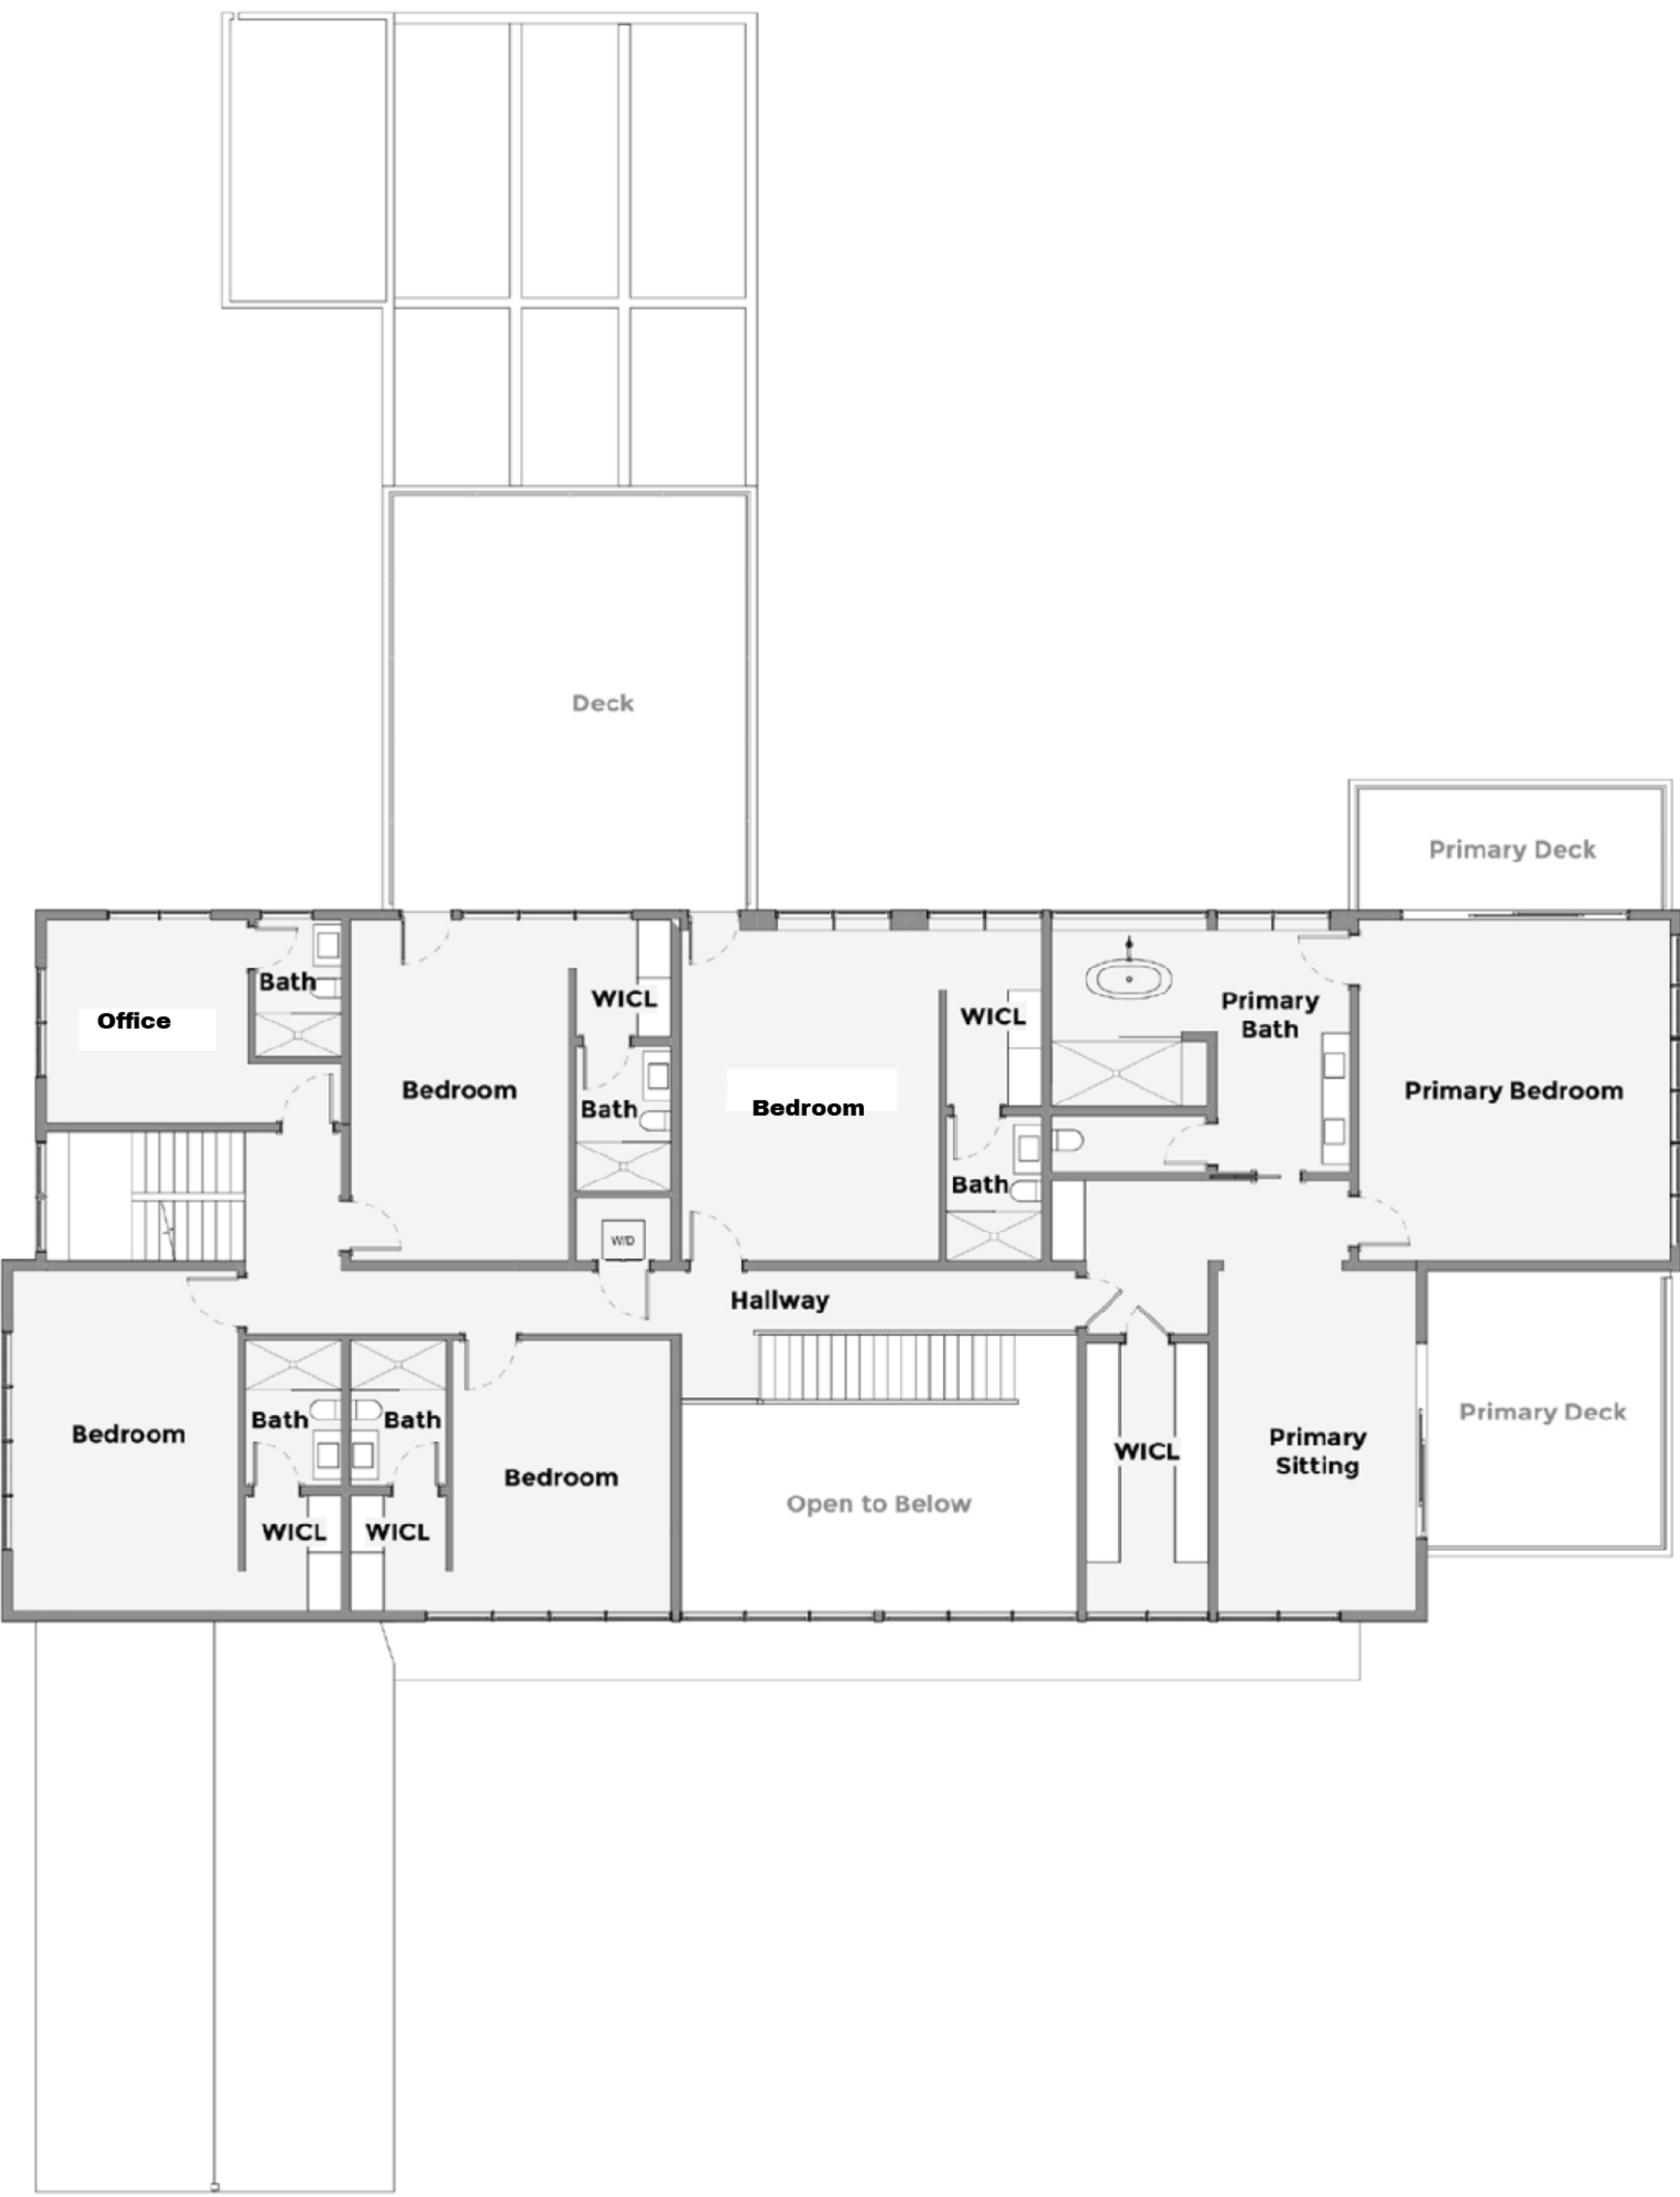 Deck
Primary Deck
Bath
Office
WICL
Bedroom
Bath
WICL
Bedroom
Bath
Primary
Bath
Primary Bedroom
W/D
Hallway
Bedroom
Bath
Bath
WICL
WICL
Bedroom
Open to Below
WICL
Primary
Sitting
Primary Deck